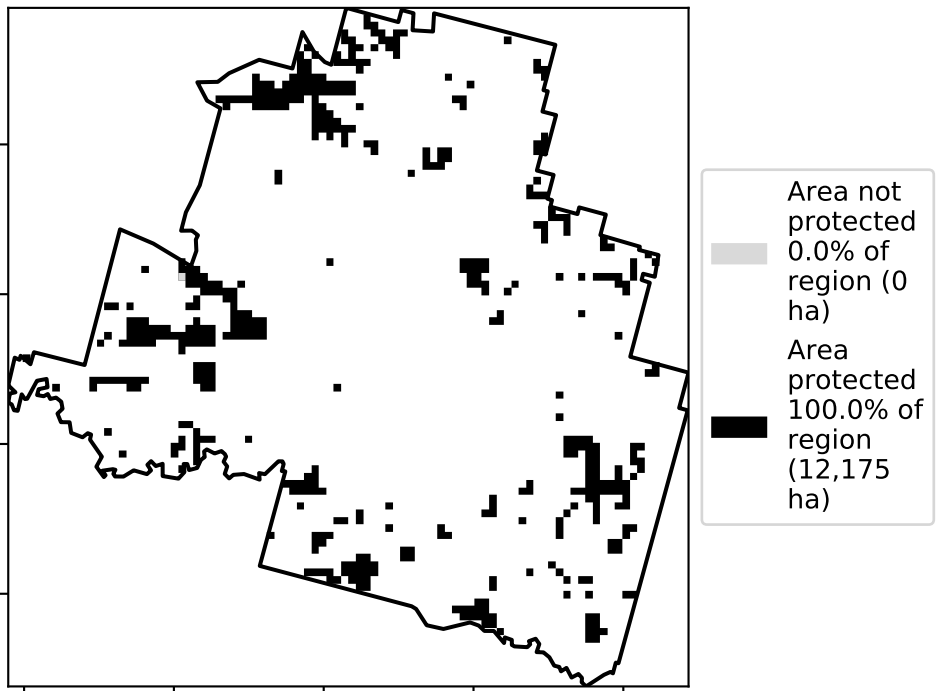 Area not
protected
0.0% of
region (0
ha)
Area
protected
100.0% of
region
(12,175
ha)